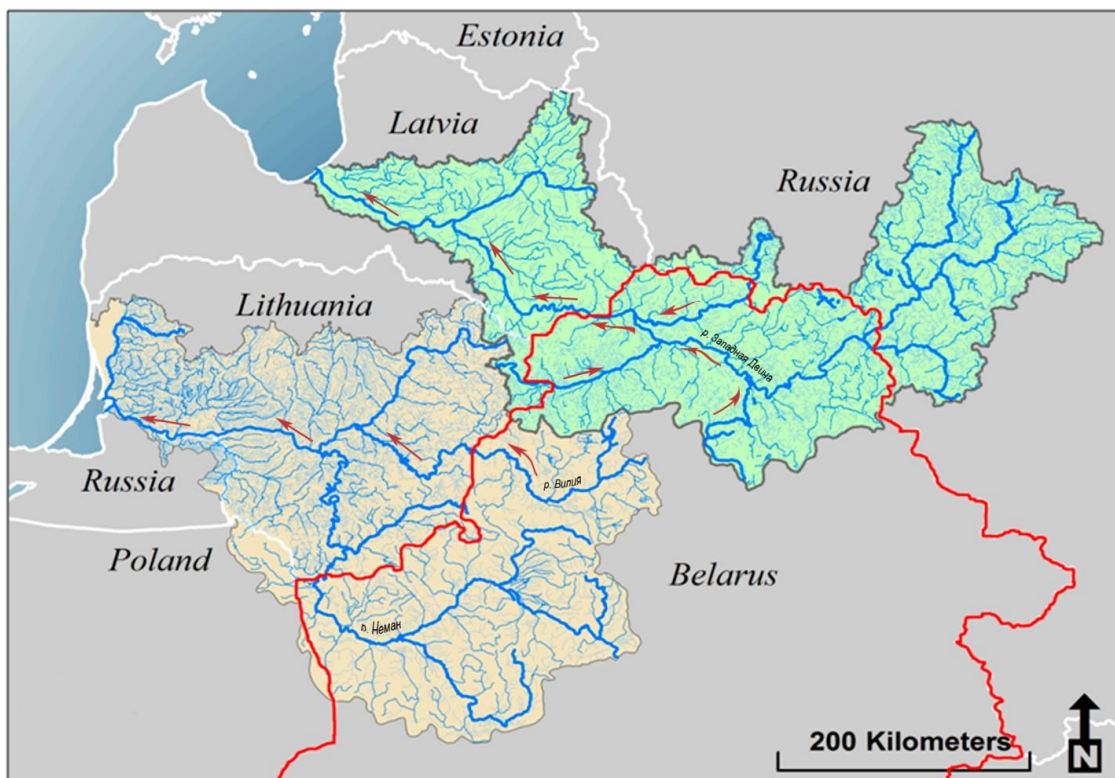 Estonia
Latvia
Russia
Lithuania
р. Западная Двина
Russia
р. Вилия
Poland
Belarus
р. Неман
200 Kilometers
N